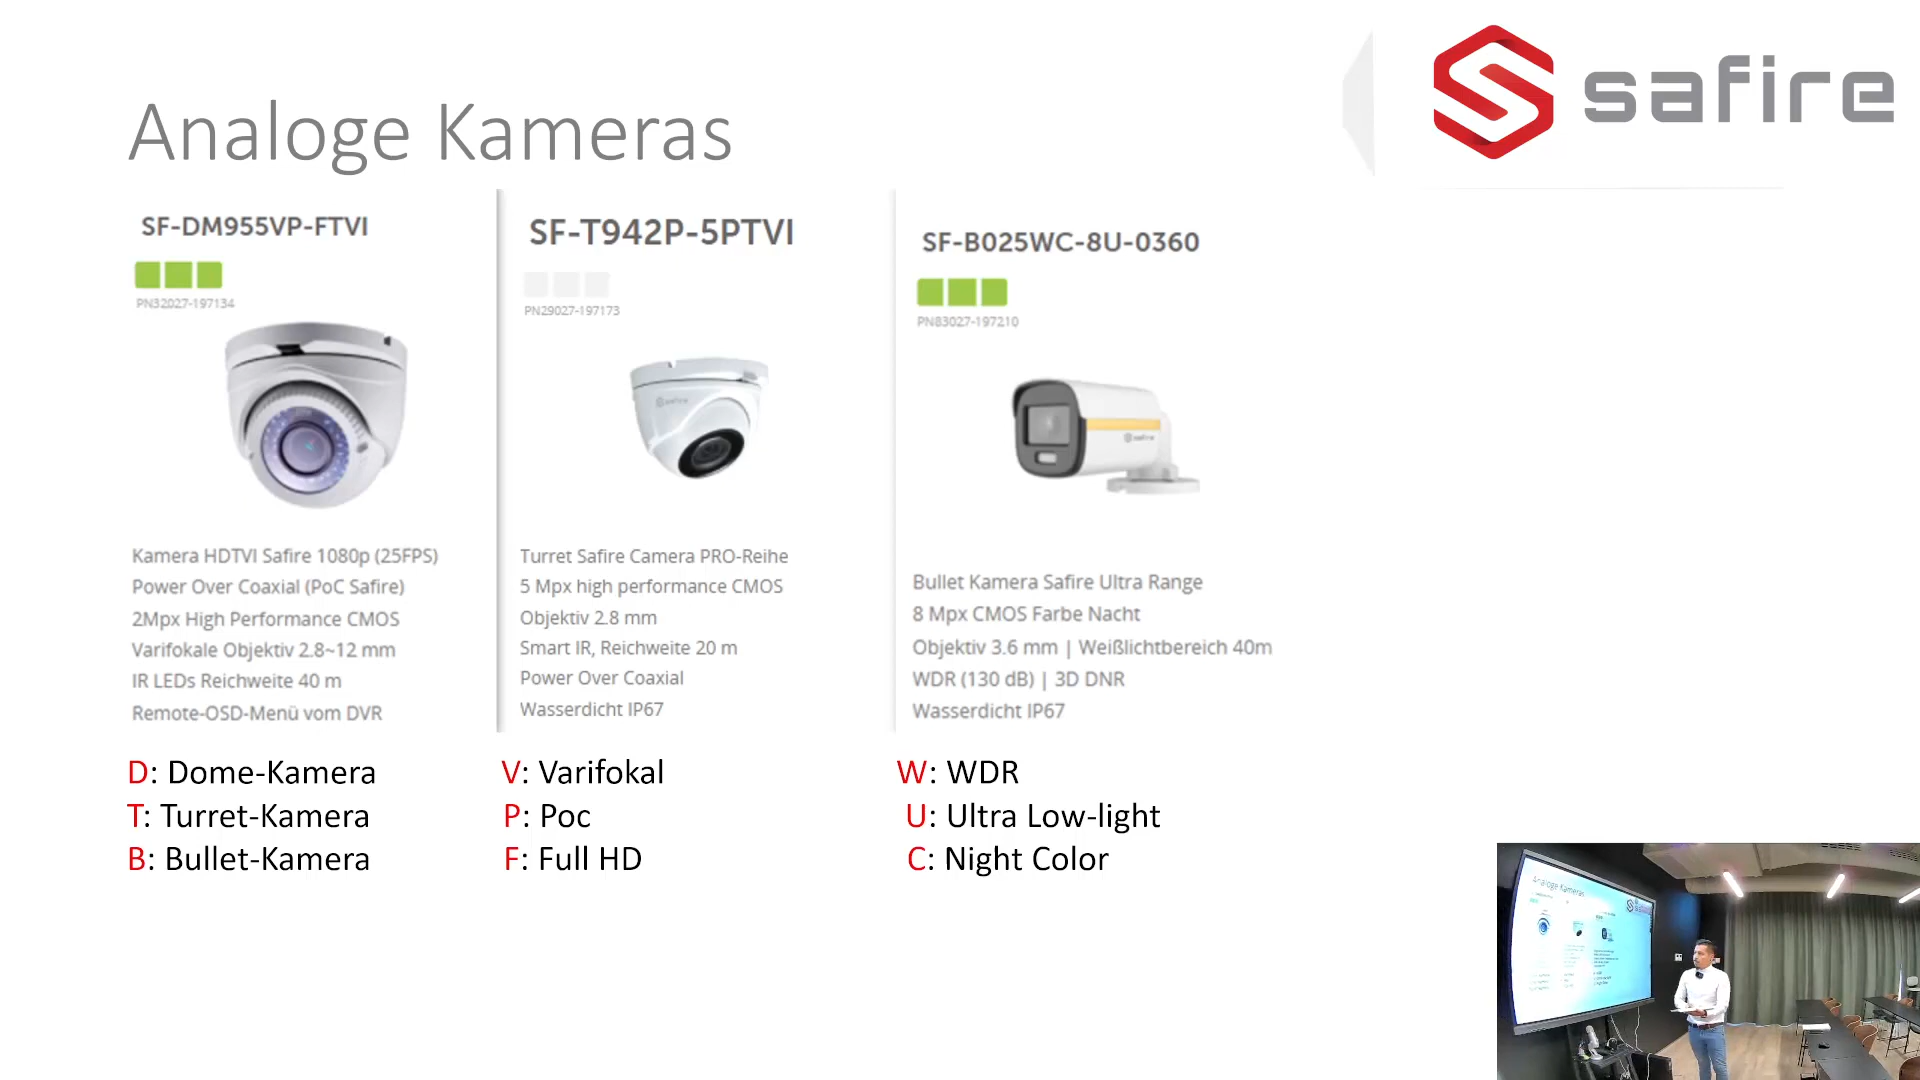 safire
Analoge Kameras
SF-DM955VP-FTVI
PN32027-197134
Kamera HDTVI Safire 1080p (25FPS)
Power Over Coaxial (PoC Safire)
2Mpx High Performance CMOS
Varifokale Objektiv 2.8~12 mm
IR LEDs Reichweite 40 m
Remote-OSD-Menü vom DVR
SF-T942P-5PTVI
PN29027-197173
safire
Turret Safire Camera PRO-Reihe
5 Mpx high performance CMOS
Objektiv 2.8 mm
Smart IR, Reichweite 20 m
Power Over Coaxial
Wasserdicht IP67
SF-B025WC-8U-0360
PN83027-197210
safire
Bullet Kamera Safire Ultra Range
8 Mpx CMOS Farbe Nacht
Objektiv 3.6 mm | Weißlichtbereich 40m
WDR (130 dB) | 3D DNR
Wasserdicht IP67
D: Dome-Kamera
T: Turret-Kamera
B: Bullet-Kamera
V: Varifokal
P: Poc
F: Full HD
W: WDR
U: Ultra Low-light
C: Night Color
Analoge Kameras